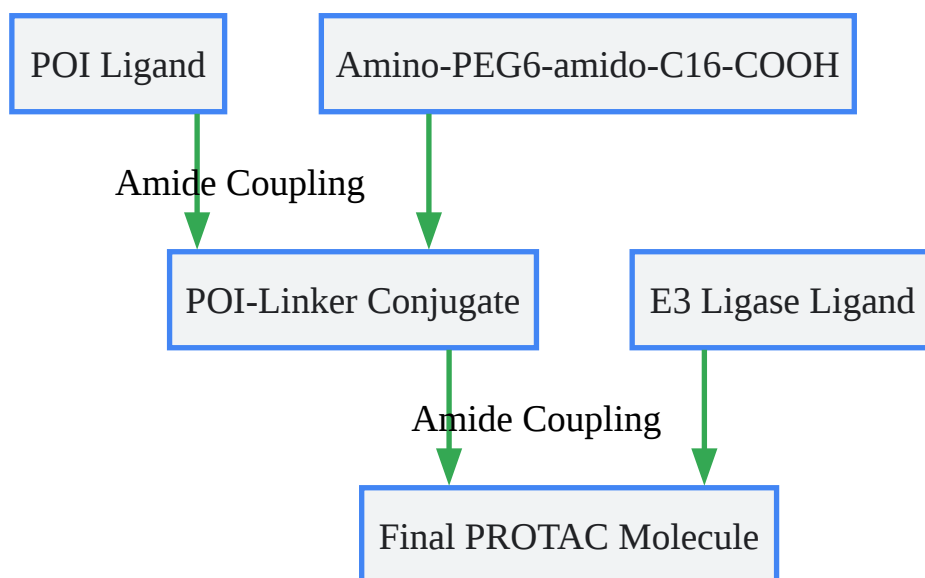 POI Ligand
Amino-PEG6-amido-C16-COOH
Amide Coupling
POI-Linker Conjugate
E3 Ligase Ligand
Amide Coupling
Final PROTAC Molecule